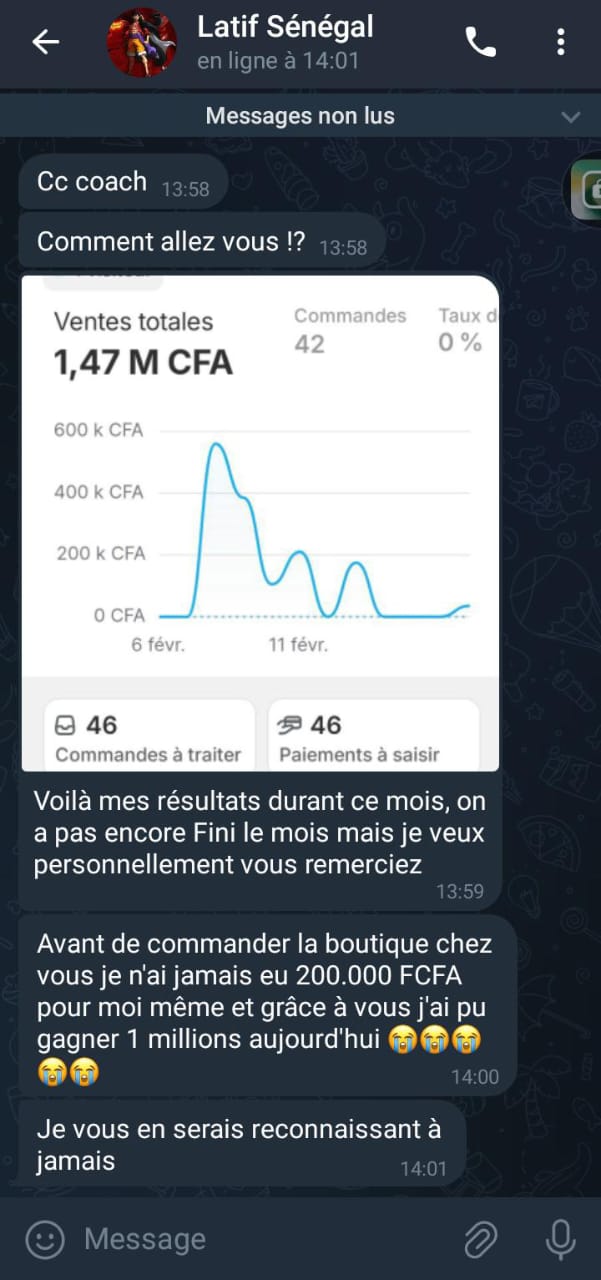 Latif Sénégal
en ligne à 14:01
Messages non lus
Cc coach 13:58
Comment allez vous !? 13:58
Ventes totales
1,47 M CFA
Commandes
42
Taux d
0 %
600 k CFA
400 k CFA
200 k CFA
0 CFA
6 févr.
11 févr.
46
Commandes à traiter
46
Paiements à saisir
Voilà mes résultats durant ce mois, on
a pas encore Fini le mois mais je veux
personnellement vous remerciez
13:59
Avant de commander la boutique chez
vous je n'ai jamais eu 200.000 FCFA
pour moi même et grâce à vous j'ai pu
gagner 1 millions aujourd'hui 😭😭😭
😭😭
14:00
Je vous en serais reconnaissant à
jamais
14:01
Message